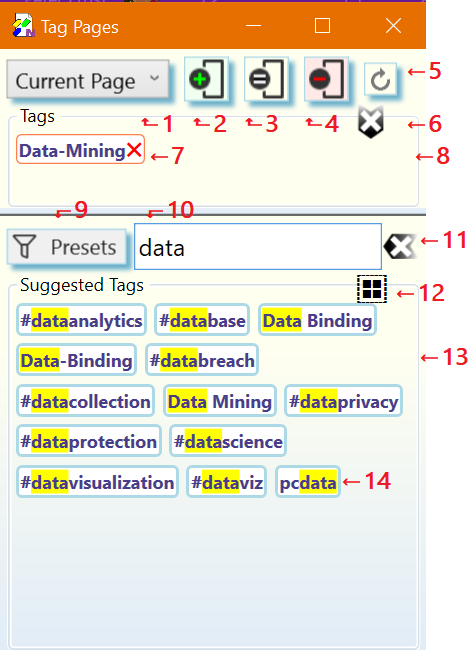 Tag Pages
Current Page
←5
←1 ←2 ←3 ←4 ←6
Tags
Data-Mining ←7 ←8
←9 ←10
Presets data ←11
Suggested Tags ←12
#dataanalytics #database Data Binding
Data-Binding #databreach ←13
#datacollection Data Mining #dataprivacy
#dataprotection #datascience
#datavisualization #dataviz pcdata ←14